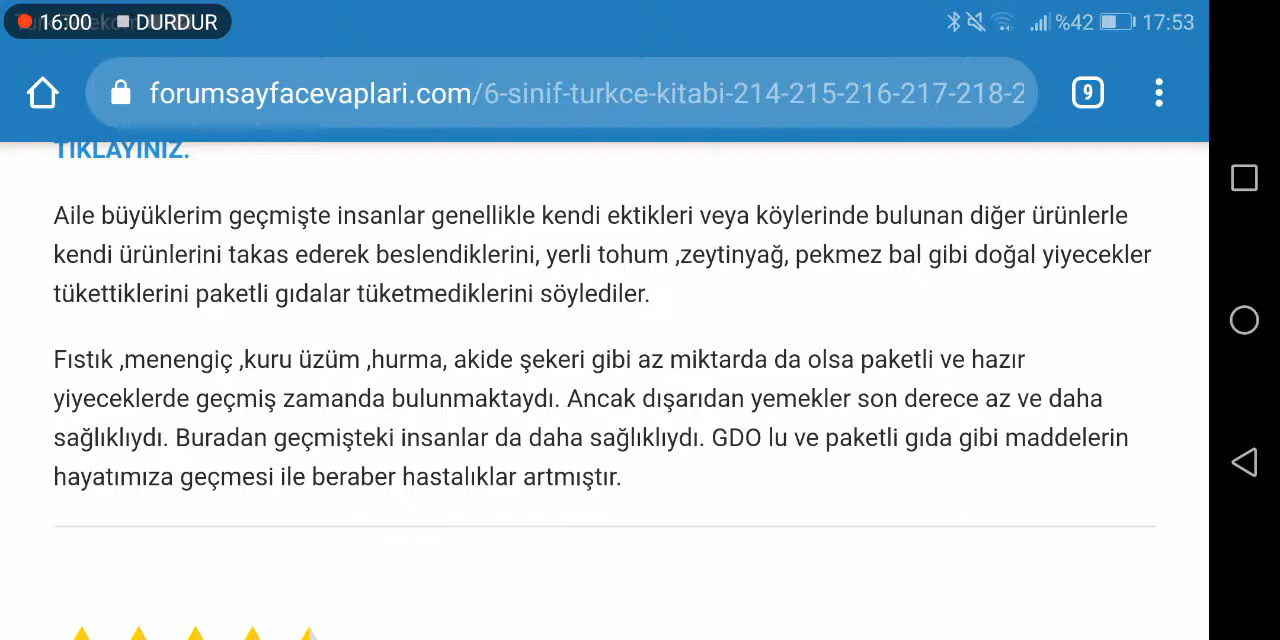 16:00 DURDUR %42 17:53
forumsayfacevaplari.com/6-sinif-turkce-kitabi-214-215-216-217-218-2 9
TIKLAYINIZ.
Aile büyüklerim geçmişte insanlar genellikle kendi ektikleri veya köylerinde bulunan diğer ürünlerle
kendi ürünlerini takas ederek beslendiklerini, yerli tohum ,zeytinyağ, pekmez bal gibi doğal yiyecekler
tükettiklerini paketli gıdalar tüketmediklerini söylediler.
Fıstık ,menengiç ,kuru üzüm ,hurma, akide şekeri gibi az miktarda da olsa paketli ve hazır
yiyeceklerde geçmiş zamanda bulunmaktaydı. Ancak dışarıdan yemekler son derece az ve daha
sağlıklıydı. Buradan geçmişteki insanlar da daha sağlıklıydı. GDO lu ve paketli gıda gibi maddelerin
hayatımıza geçmesi ile beraber hastalıklar artmıştır.